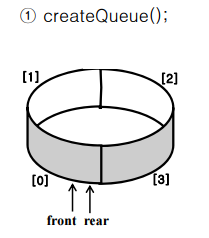 ① createQueue();
[1] [2]
[0] [3]
front rear